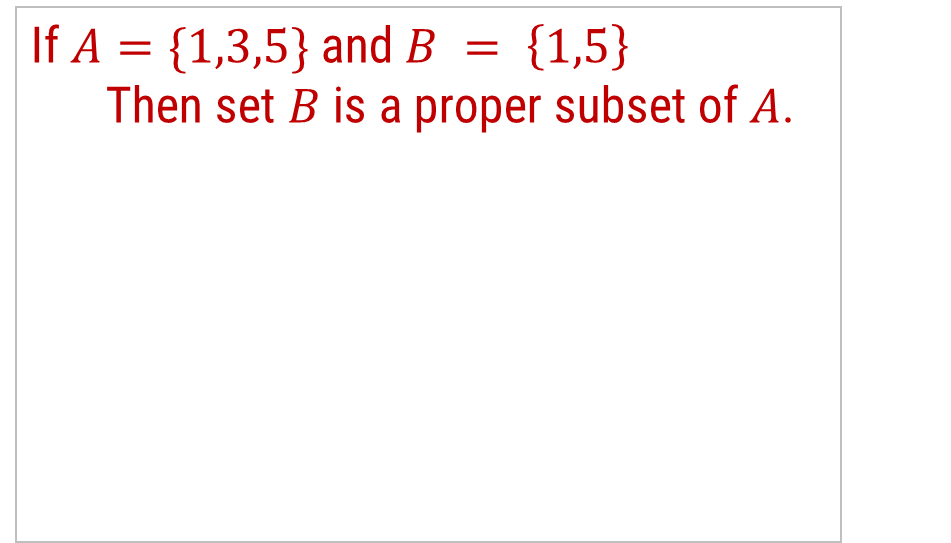 If A = {1,3,5} and B = {1,5}
Then set B is a proper subset of A.